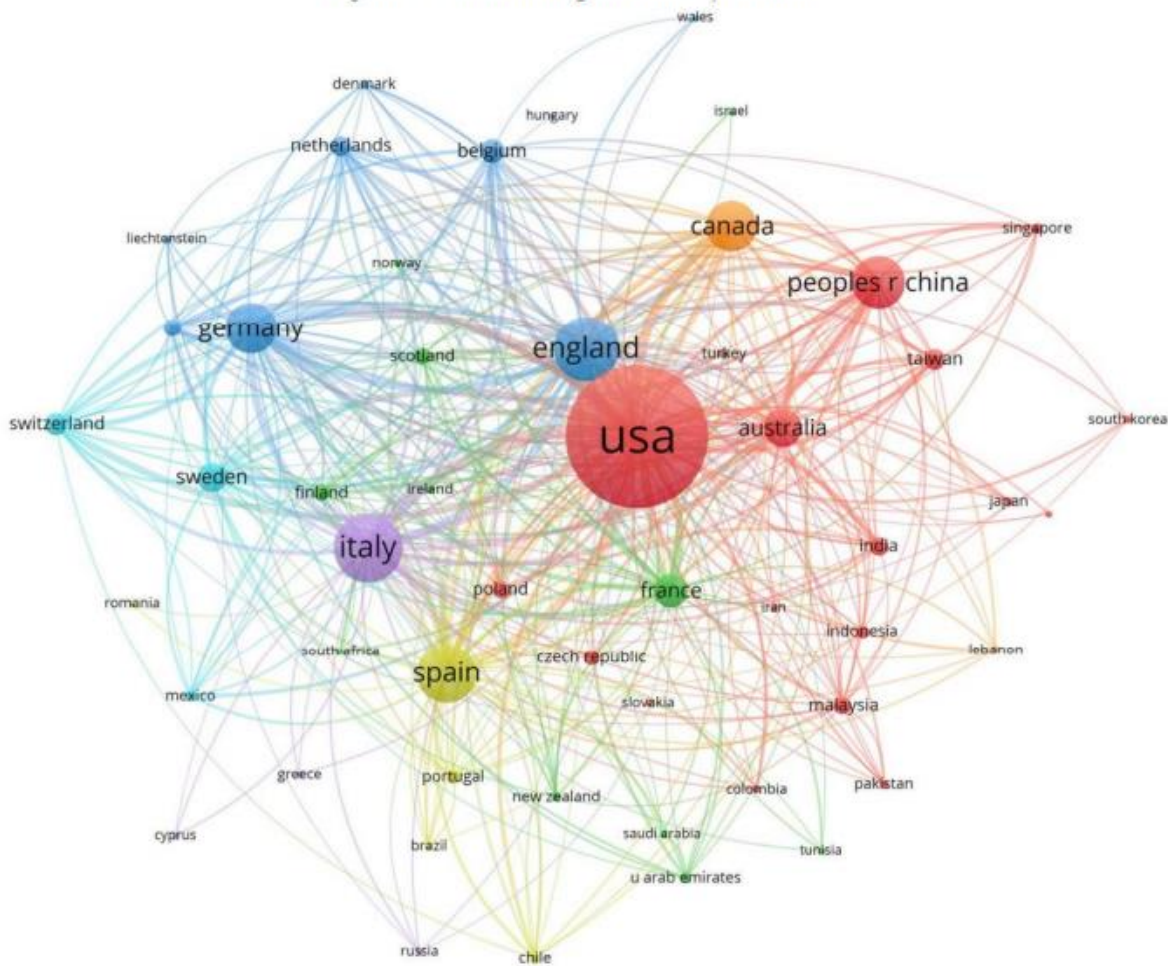 wales
denmark
hungary
israel
netherlands
belgium
canada
singapore
liechtenstein
norway
peoples r china
germany
england
scotland
turkey
taiwan
switzerland
usa
australia
south korea
sweden
finland
ireland
japan
italy
india
poland
france
romania
iran
south africa
czech republic
indonesia
lebanon
spain
mexico
slovakia
malaysia
greece
portugal
new zealand
colombia
pakistan
cyprus
brazil
saudi arabia
tunisia
u arab emirates
russia
chile